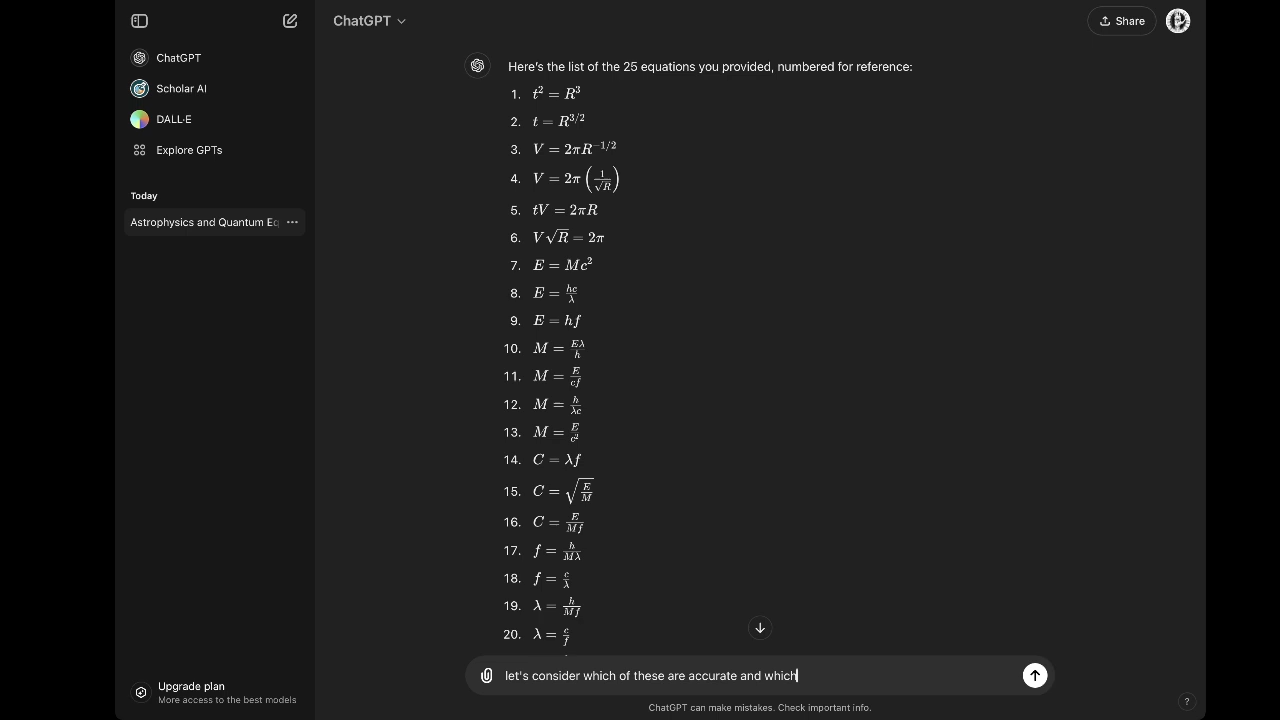 ChatGPT
Share
ChatGPT
Scholar AI
DALL·E
Explore GPTs
Today
Astrophysics and Quantum Eq
Here's the list of the 25 equations you provided, numbered for reference:
1. t² = R³
2. t = R^{3/2}
3. V = 2πR^{−1/2}
4. V = 2π (1/√R)
5. tV = 2πR
6. V√R = 2π
7. E = Mc²
8. E = hc/λ
9. E = hf
10. M = Eλ/h
11. M = E/cf
12. M = h/λc
13. M = E/c²
14. C = λf
15. C = √(E/M)
16. C = E/Mf
17. f = h/Mλ
18. f = c/λ
19. λ = h/Mf
20. λ = c/f
let's consider which of these are accurate and which
Upgrade plan
More access to the best models
ChatGPT can make mistakes. Check important info.
?